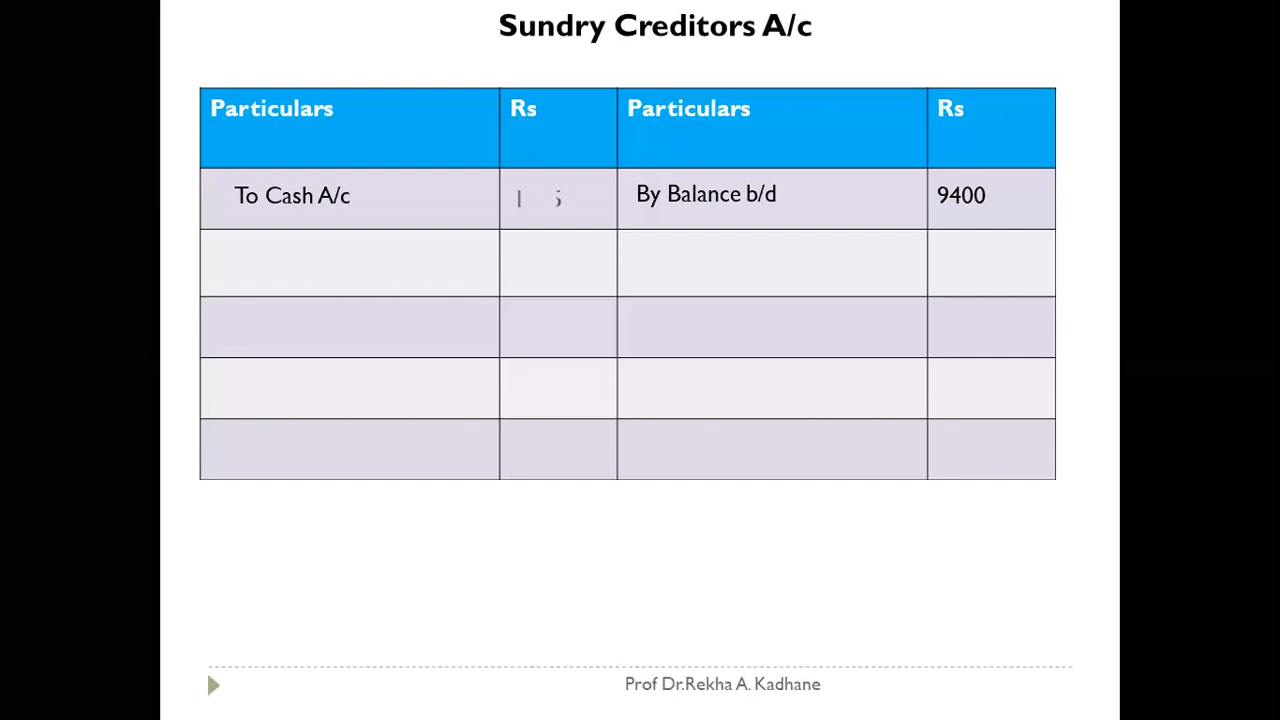 Sundry Creditors A/c
Particulars Rs Particulars Rs
To Cash A/c By Balance b/d 9400
Prof Dr.Rekha A. Kadhane